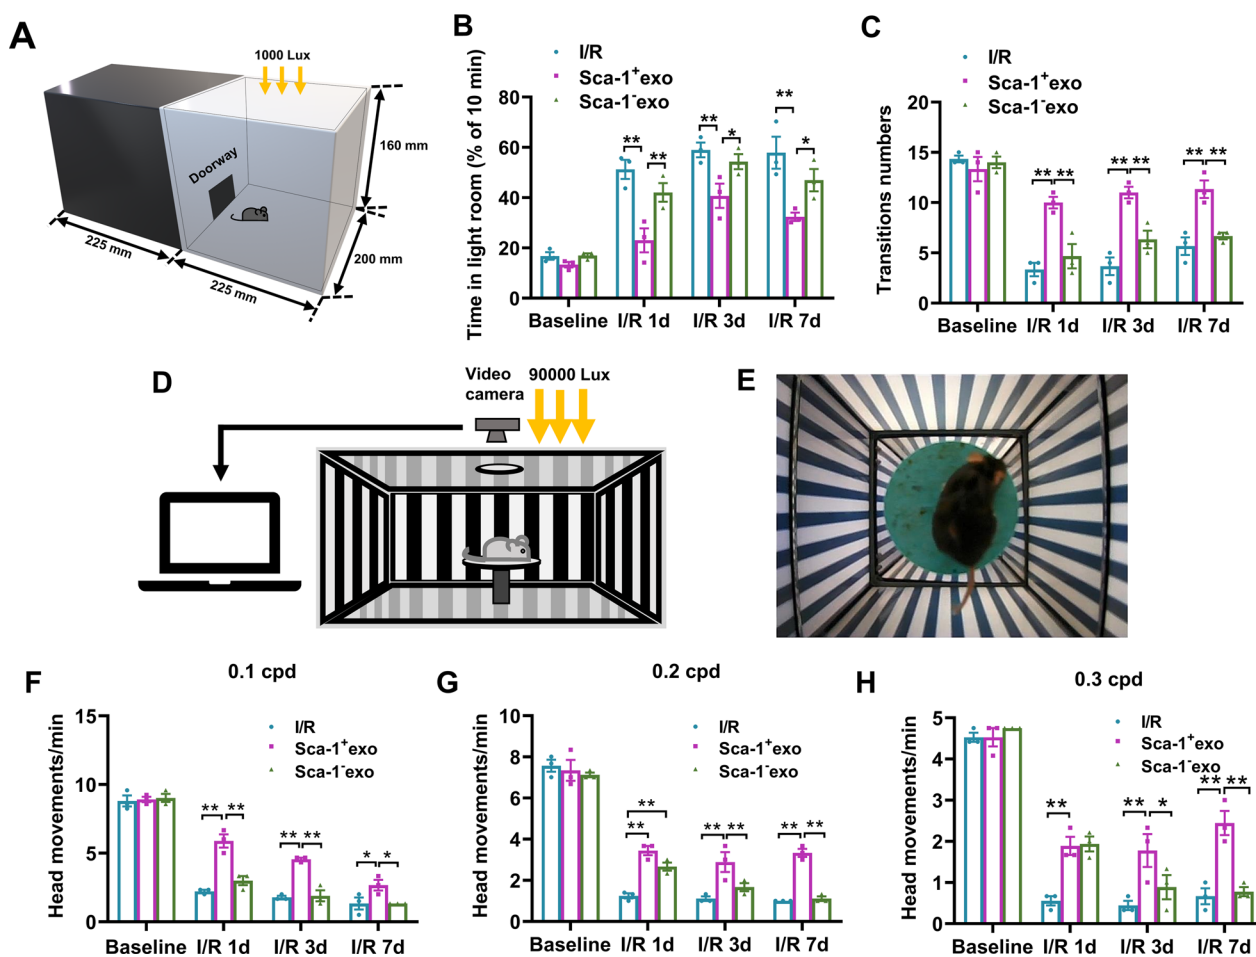 A
1000 Lux
Doorway
160 mm
200 mm
225 mm
225 mm
B
I/R
Sca-1⁺exo
Sca-1⁻exo
Time in light room (% of 10 min)
80
60
40
20
0
** ** ** * ** *
Baseline I/R 1d I/R 3d I/R 7d
C
I/R
Sca-1⁺exo
Sca-1⁻exo
Transitions numbers
20
15
10
5
0
** ** ** ** ** **
Baseline I/R 1d I/R 3d I/R 7d
D
Video
camera
90000 Lux
E
F
0.1 cpd
I/R
Sca-1⁺exo
Sca-1⁻exo
Head movements/min
15
10
5
0
** ** ** ** * *
Baseline I/R 1d I/R 3d I/R 7d
G
0.2 cpd
I/R
Sca-1⁺exo
Sca-1⁻exo
Head movements/min
10
8
6
4
2
0
** ** ** ** ** **
Baseline I/R 1d I/R 3d I/R 7d
H
0.3 cpd
I/R
Sca-1⁺exo
Sca-1⁻exo
Head movements/min
5
4
3
2
1
0
** ** * ** **
Baseline I/R 1d I/R 3d I/R 7d